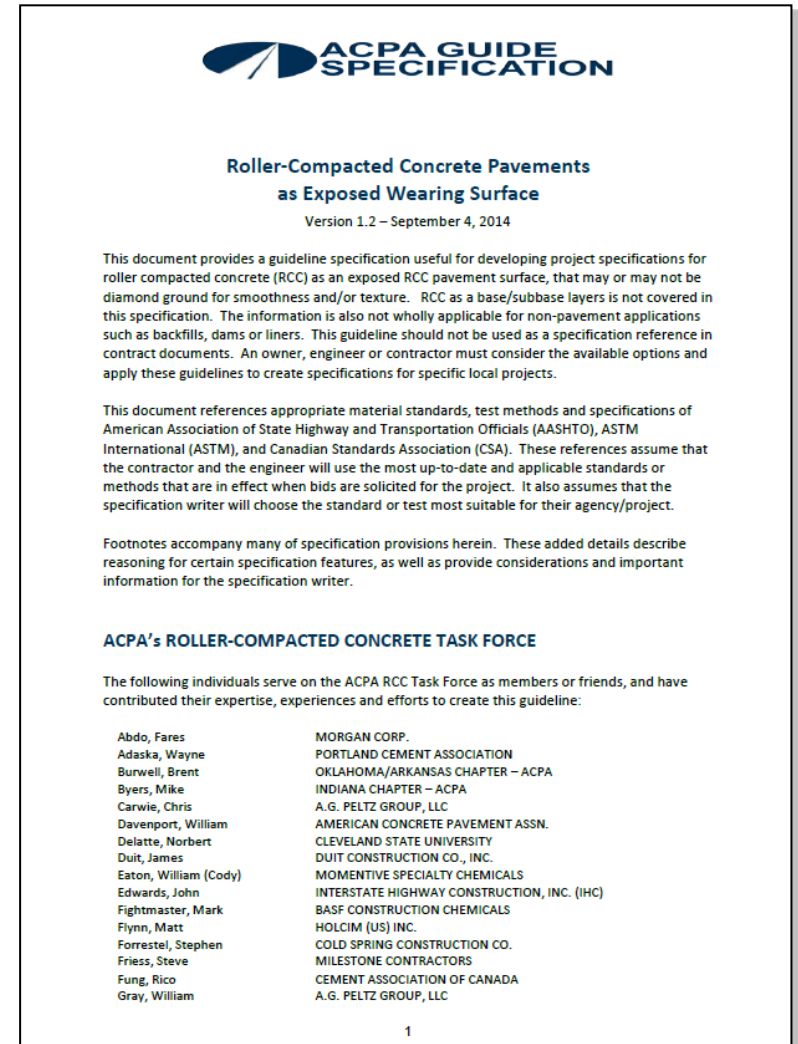 ACPA GUIDE
SPECIFICATION
Roller-Compacted Concrete Pavements
as Exposed Wearing Surface
Version 1.2 – September 4, 2014
This document provides a guideline specification useful for developing project specifications for
roller compacted concrete (RCC) as an exposed RCC pavement surface, that may or may not be
diamond ground for smoothness and/or texture.   RCC as a base/subbase layers is not covered in
this specification.  The information is also not wholly applicable for non-pavement applications
such as backfills, dams or liners.  This guideline should not be used as a specification reference in
contract documents.  An owner, engineer or contractor must consider the available options and
apply these guidelines to create specifications for specific local projects.
This document references appropriate material standards, test methods and specifications of
American Association of State Highway and Transportation Officials (AASHTO), ASTM
International (ASTM), and Canadian Standards Association (CSA).  These references assume that
the contractor and the engineer will use the most up-to-date and applicable standards or
methods that are in effect when bids are solicited for the project.  It also assumes that the
specification writer will choose the standard or test most suitable for their agency/project.
Footnotes accompany many of specification provisions herein.  These added details describe
reasoning for certain specification features, as well as provide considerations and important
information for the specification writer.
ACPA's ROLLER-COMPACTED CONCRETE TASK FORCE
The following individuals serve on the ACPA RCC Task Force as members or friends, and have
contributed their expertise, experiences and efforts to create this guideline:
Abdo, Fares MORGAN CORP.
Adaska, Wayne PORTLAND CEMENT ASSOCIATION
Burwell, Brent OKLAHOMA/ARKANSAS CHAPTER – ACPA
Byers, Mike INDIANA CHAPTER – ACPA
Carwie, Chris A.G. PELTZ GROUP, LLC
Davenport, William AMERICAN CONCRETE PAVEMENT ASSN.
Delatte, Norbert CLEVELAND STATE UNIVERSITY
Duit, James DUIT CONSTRUCTION CO., INC.
Eaton, William (Cody) MOMENTIVE SPECIALTY CHEMICALS
Edwards, John INTERSTATE HIGHWAY CONSTRUCTION, INC. (IHC)
Fightmaster, Mark BASF CONSTRUCTION CHEMICALS
Flynn, Matt HOLCIM (US) INC.
Forrestel, Stephen COLD SPRING CONSTRUCTION CO.
Friess, Steve MILESTONE CONTRACTORS
Fung, Rico CEMENT ASSOCIATION OF CANADA
Gray, William A.G. PELTZ GROUP, LLC
1